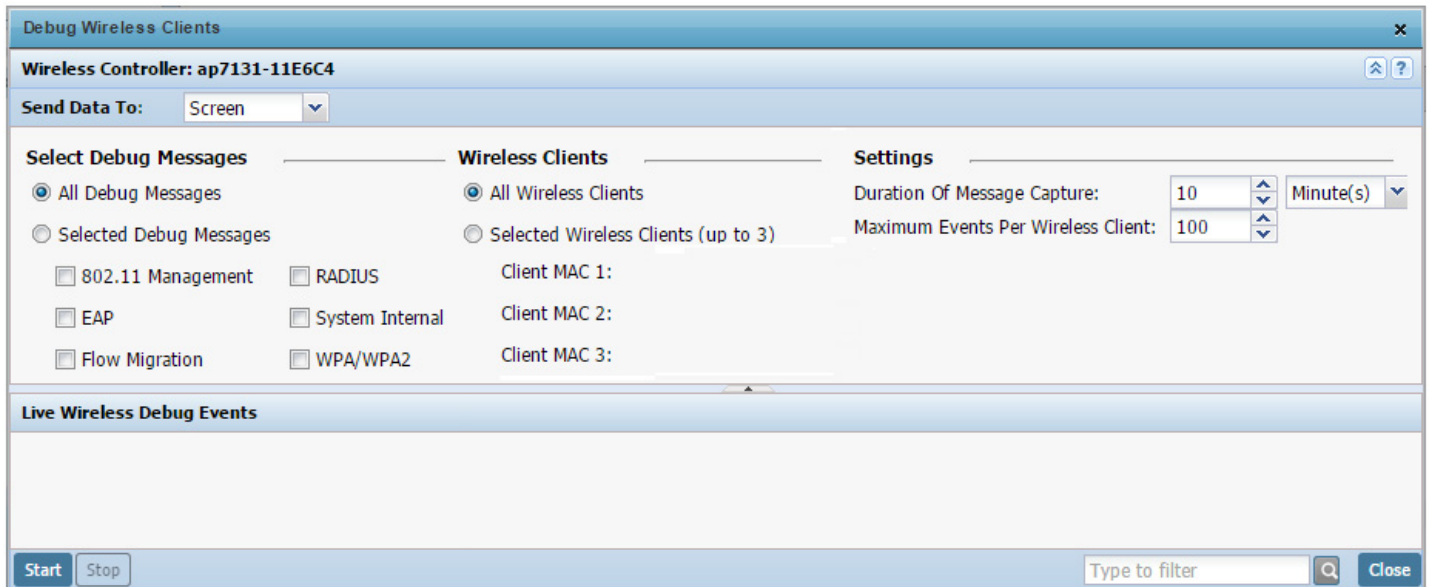 Debug Wireless Clients
Wireless Controller: ap7131-11E6C4
Send Data To: Screen
Select Debug Messages
All Debug Messages
Selected Debug Messages
802.11 Management RADIUS
EAP System Internal
Flow Migration WPA/WPA2
Wireless Clients
All Wireless Clients
Selected Wireless Clients (up to 3)
Client MAC 1:
Client MAC 2:
Client MAC 3:
Settings
Duration Of Message Capture: 10 Minute(s)
Maximum Events Per Wireless Client: 100
Live Wireless Debug Events
Start Stop Type to filter Close